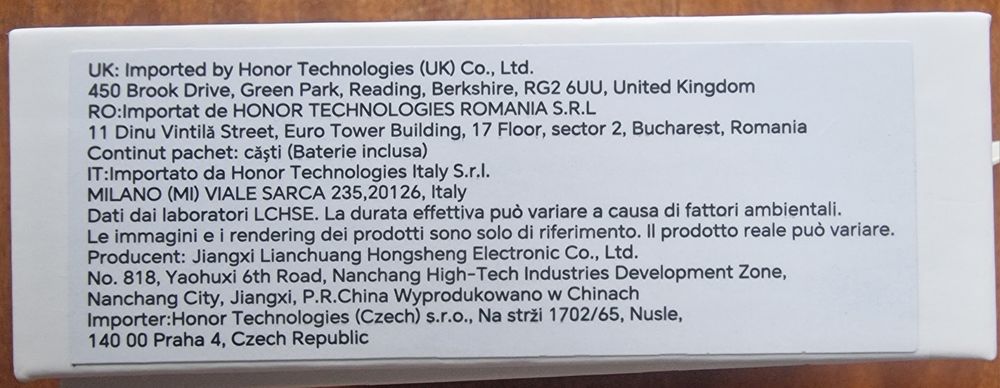 UK: Imported by Honor Technologies (UK) Co., Ltd.
450 Brook Drive, Green Park, Reading, Berkshire, RG2 6UU, United Kingdom
RO:Importat de HONOR TECHNOLOGIES ROMANIA S.R.L
11 Dinu Vintilă Street, Euro Tower Building, 17 Floor, sector 2, Bucharest, Romania
Continut pachet: căști (Baterie inclusa)
IT:Importato da Honor Technologies Italy S.r.l.
MILANO (MI) VIALE SARCA 235,20126, Italy
Dati dai laboratori LCHSE. La durata effettiva può variare a causa di fattori ambientali.
Le immagini e i rendering dei prodotti sono solo di riferimento. Il prodotto reale può variare.
Producent: Jiangxi Lianchuang Hongsheng Electronic Co., Ltd.
No. 818, Yaohuxi 6th Road, Nanchang High-Tech Industries Development Zone,
Nanchang City, Jiangxi, P.R.China Wyprodukowano w Chinach
Importer:Honor Technologies (Czech) s.r.o., Na strži 1702/65, Nusle,
140 00 Praha 4, Czech Republic